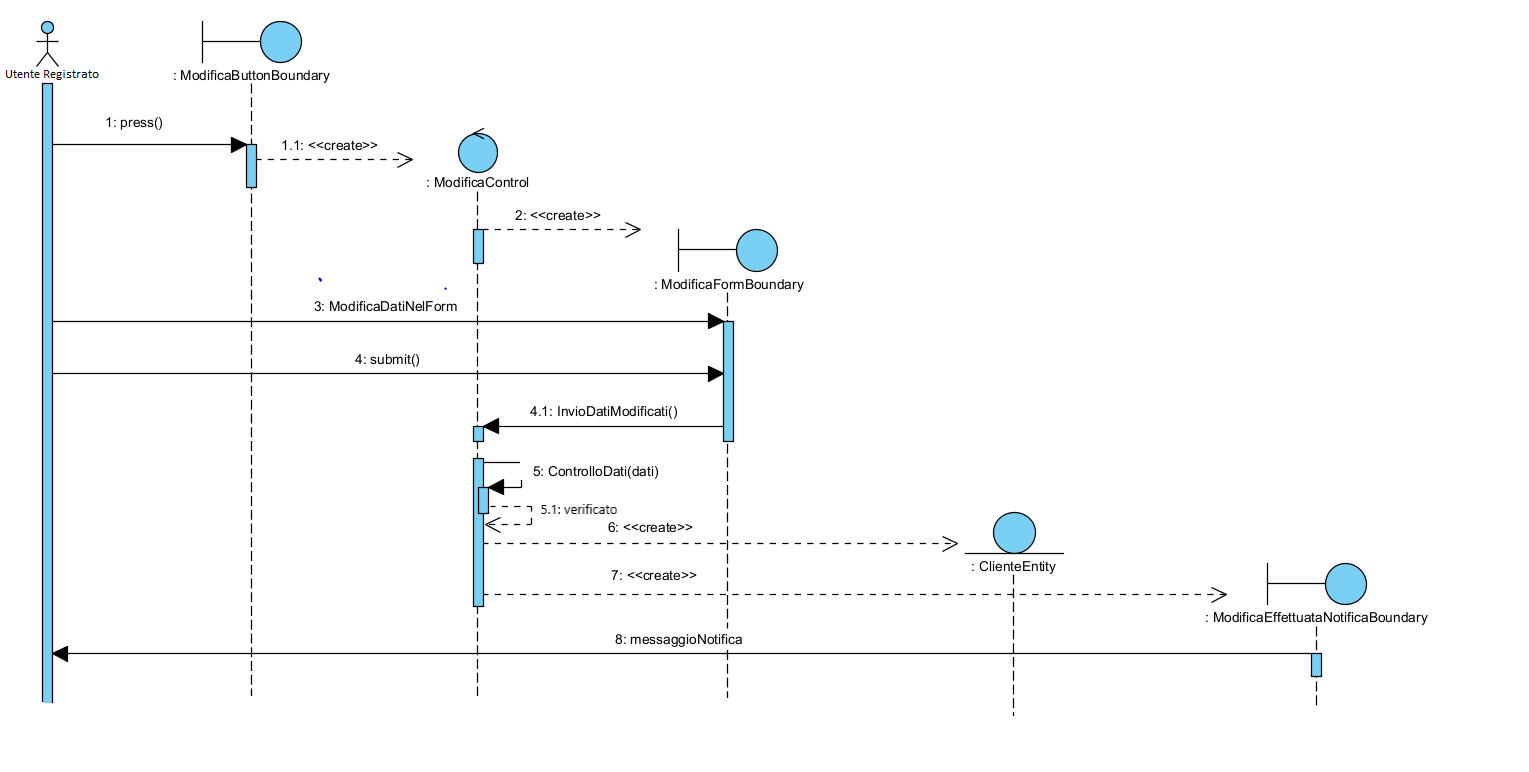 Utente Registrato
: ModificaButtonBoundary
1: press()
1.1: <<create>>
: ModificaControl
2: <<create>>
: ModificaFormBoundary
3: ModificaDatiNelForm
4: submit()
4.1: InvioDatiModificati()
5: ControlloDati(dati)
5.1: verificato
6: <<create>>
: ClienteEntity
7: <<create>>
: ModificaEffettuataNotificaBoundary
8: messaggioNotifica